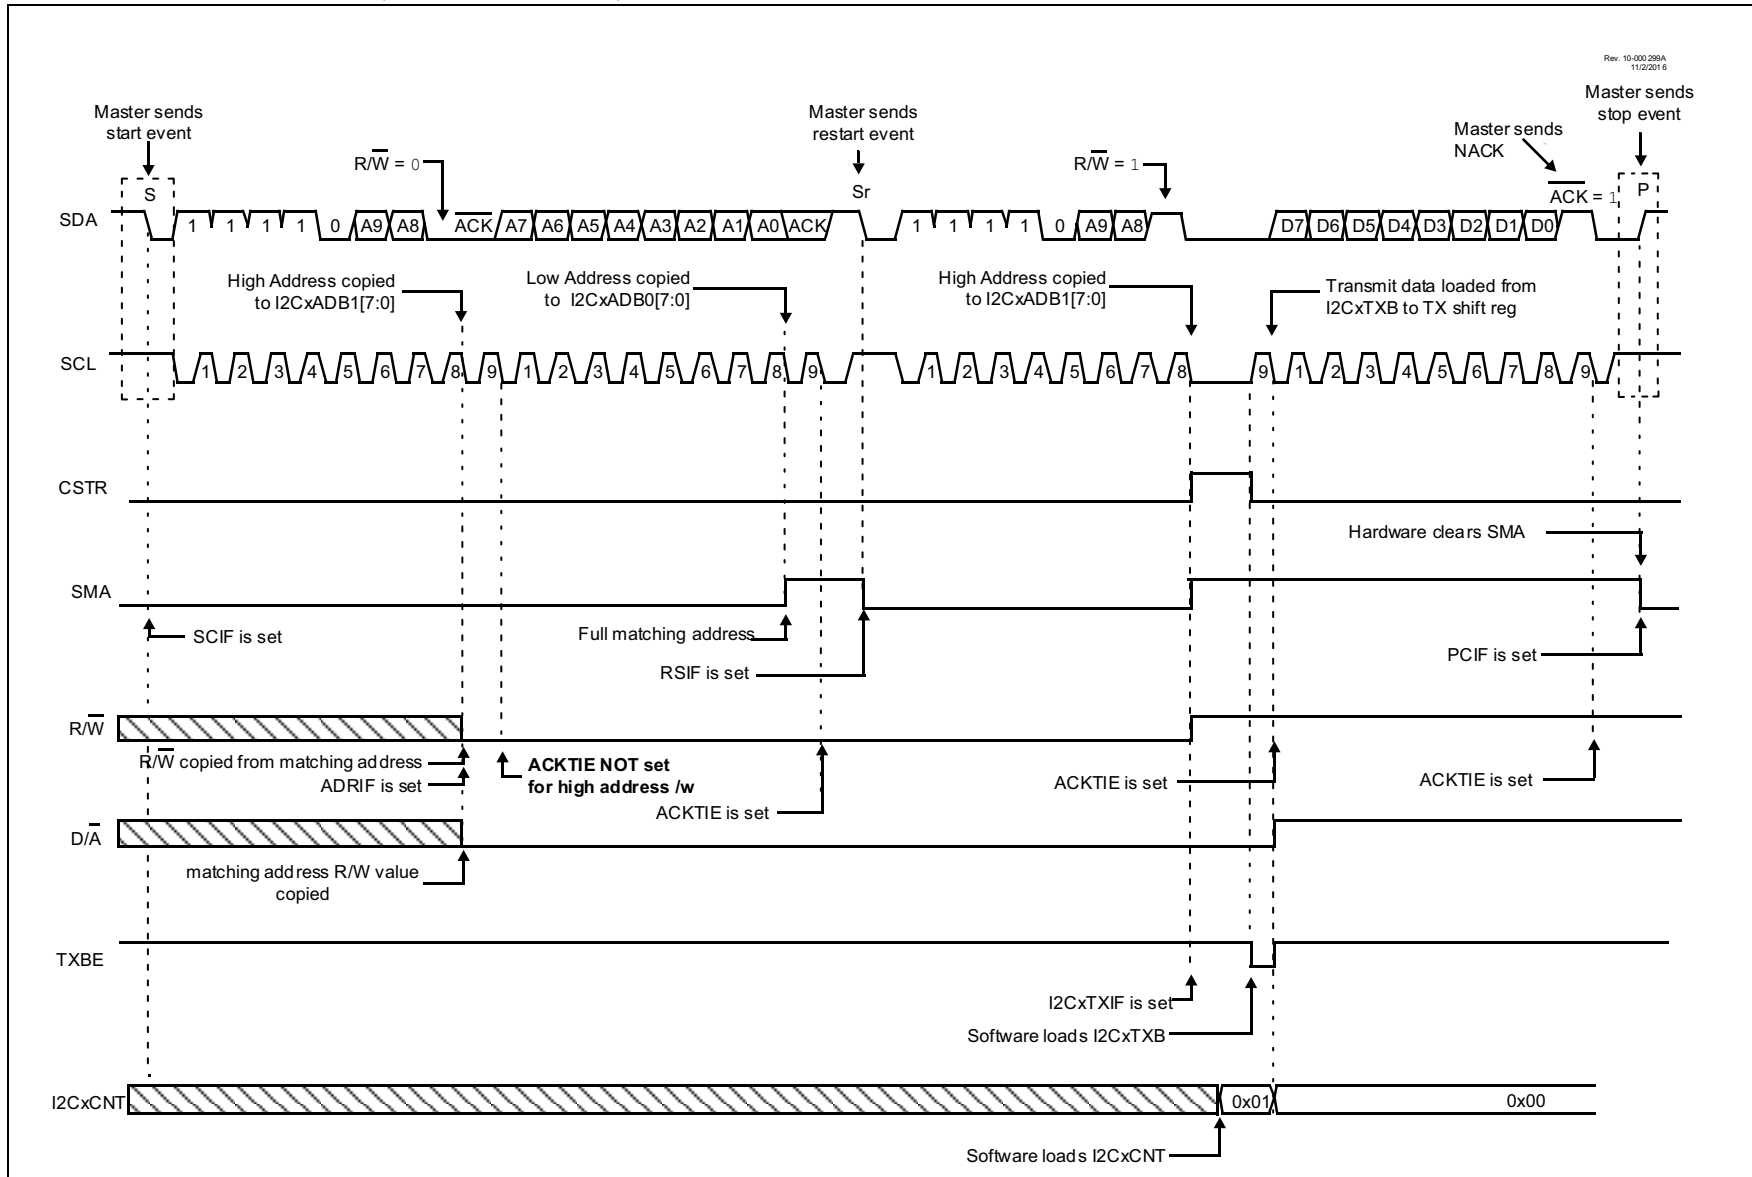 Rev. 10-000 299A
11/2/201 6
Master sends
start event
Master sends
restart event
Master sends
stop event
Master sends
NACK
R/W̅ = 0
R/W̅ = 1
A̅C̅K̅ = 1
S
Sr
P
SDA
1 1 1 1 0 A9 A8 A̅C̅K̅ A7 A6 A5 A4 A3 A2 A1 A0 ACK 1 1 1 1 0 A9 A8 D7 D6 D5 D4 D3 D2 D1 D0
High Address copied
to I2CxADB1[7:0]
Low Address copied
to I2CxADB0[7:0]
High Address copied
to I2CxADB1[7:0]
Transmit data loaded from
I2CxTXB to TX shift reg
SCL
1 2 3 4 5 6 7 8 9 1 2 3 4 5 6 7 8 9 1 2 3 4 5 6 7 8 9 1 2 3 4 5 6 7 8 9
CSTR
Hardware clears SMA
SMA
SCIF is set
Full matching address
RSIF is set
PCIF is set
R/W̅
R/W̅ copied from matching address
ADRIF is set
ACKTIE NOT set
for high address /w
ACKTIE is set
ACKTIE is set
ACKTIE is set
D/A̅
matching address R/W value
copied
TXBE
I2CxTXIF is set
Software loads I2CxTXB
I2CxCNT
0x01
0x00
Software loads I2CxCNT